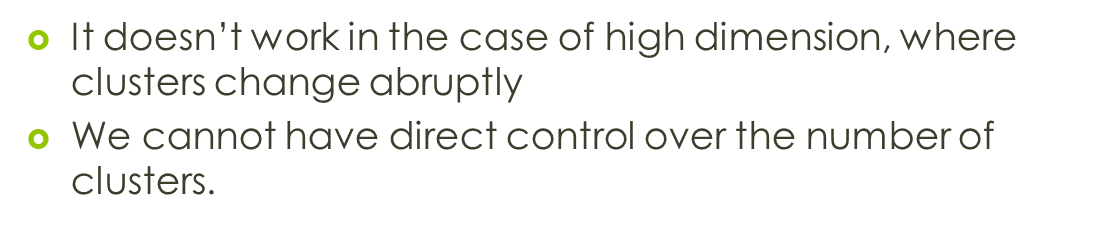 It doesn’t work in the case of high dimension, where
clusters change abruptly
We cannot have direct control over the number of
clusters.